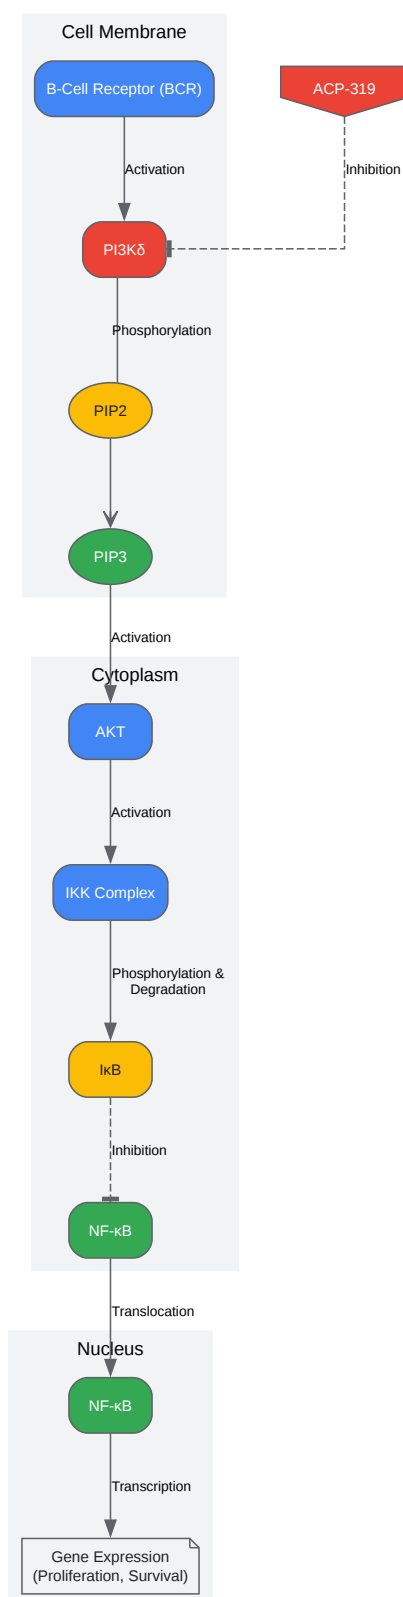 Cell Membrane
B-Cell Receptor (BCR)
ACP-319
Activation
Inhibition
PI3Kδ
Phosphorylation
PIP2
PIP3
Activation
Cytoplasm
AKT
Activation
IKK Complex
Phosphorylation &
Degradation
IκB
Inhibition
NF-κB
Translocation
Nucleus
NF-κB
Transcription
Gene Expression
(Proliferation, Survival)